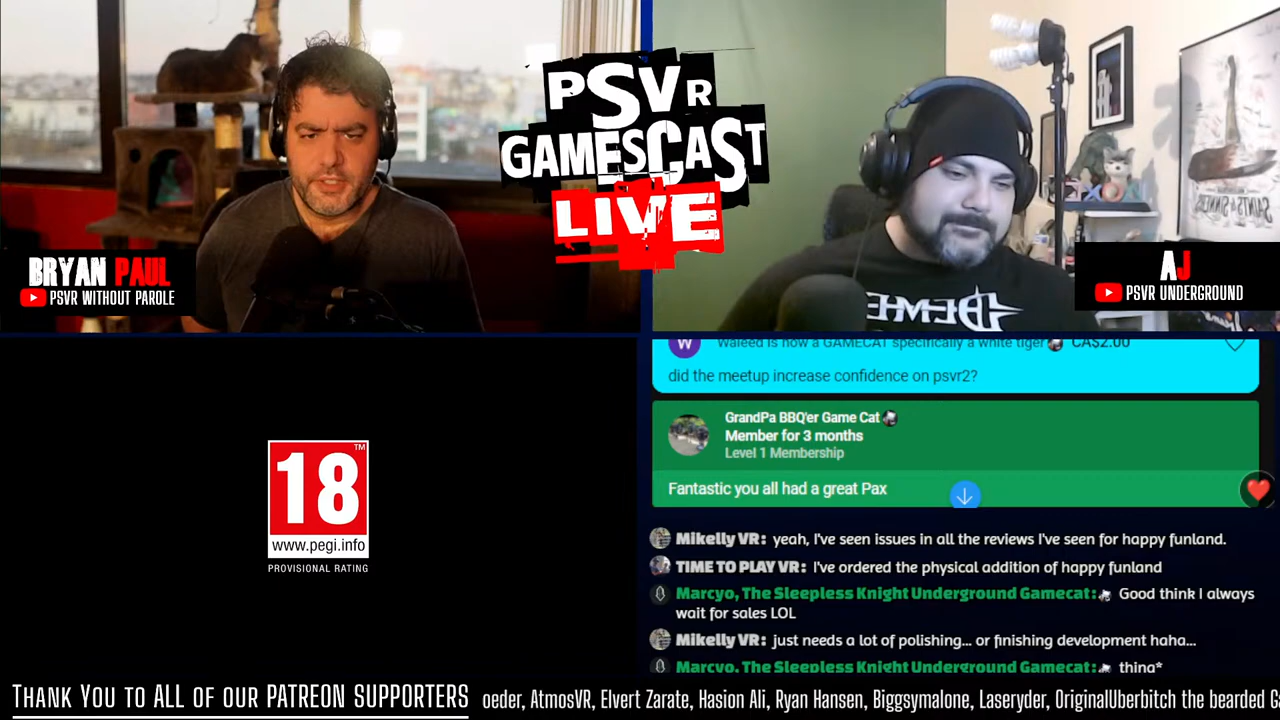 PSVR
GAMESCAST
LIVE
BRYAN PAUL
PSVR WITHOUT PAROLE
SAINTS & SINNERS
AJ
PSVR UNDERGROUND
W
Waleed is now a GAMECAT specifically a white tiger CA$2.00
did the meetup increase confidence on psvr2?
GrandPa BBQ'er Game Cat
Member for 3 months
Level 1 Membership
Fantastic you all had a great Pax
18
TM
www.pegi.info
PROVISIONAL RATING
Mikelly VR: yeah, I've seen issues in all the reviews I've seen for happy funland.
TIME TO PLAY VR: I've ordered the physical addition of happy funland
Marcyo, The Sleepless Knight Underground Gamecat: Good think I always
wait for sales LOL
Mikelly VR: just needs a lot of polishing... or finishing development haha...
Marcyo, The Sleepless Knight Underground Gamecat: thing*
THANK YOU TO ALL OF OUR PATREON SUPPORTERS
oeder, AtmosVR, Elvert Zarate, Hasion Ali, Ryan Hansen, Biggsymalone, Laseryder, OriginalUberbitch the bearded G